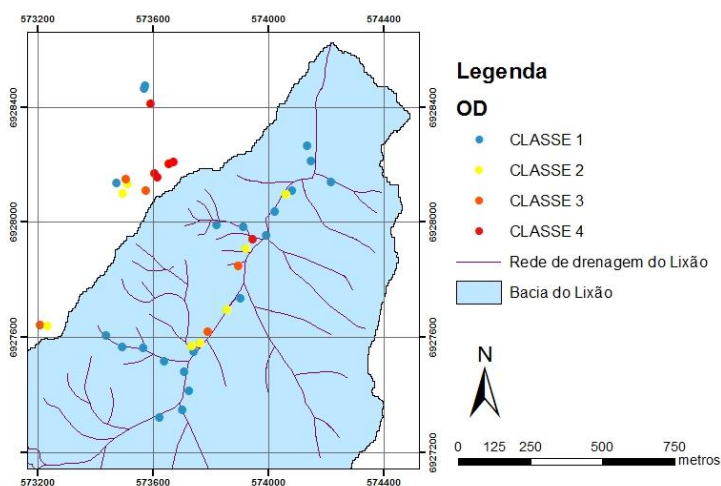 573200 573600 574000 574400
6928400 6928400
6928000 6928000
6927600 6927600
6927200 6927200
573200 573600 574000 574400
Legenda
OD
CLASSE 1
CLASSE 2
CLASSE 3
CLASSE 4
Rede de drenagem do Lixão
Bacia do Lixão
N
0 125 250 500 750
metros